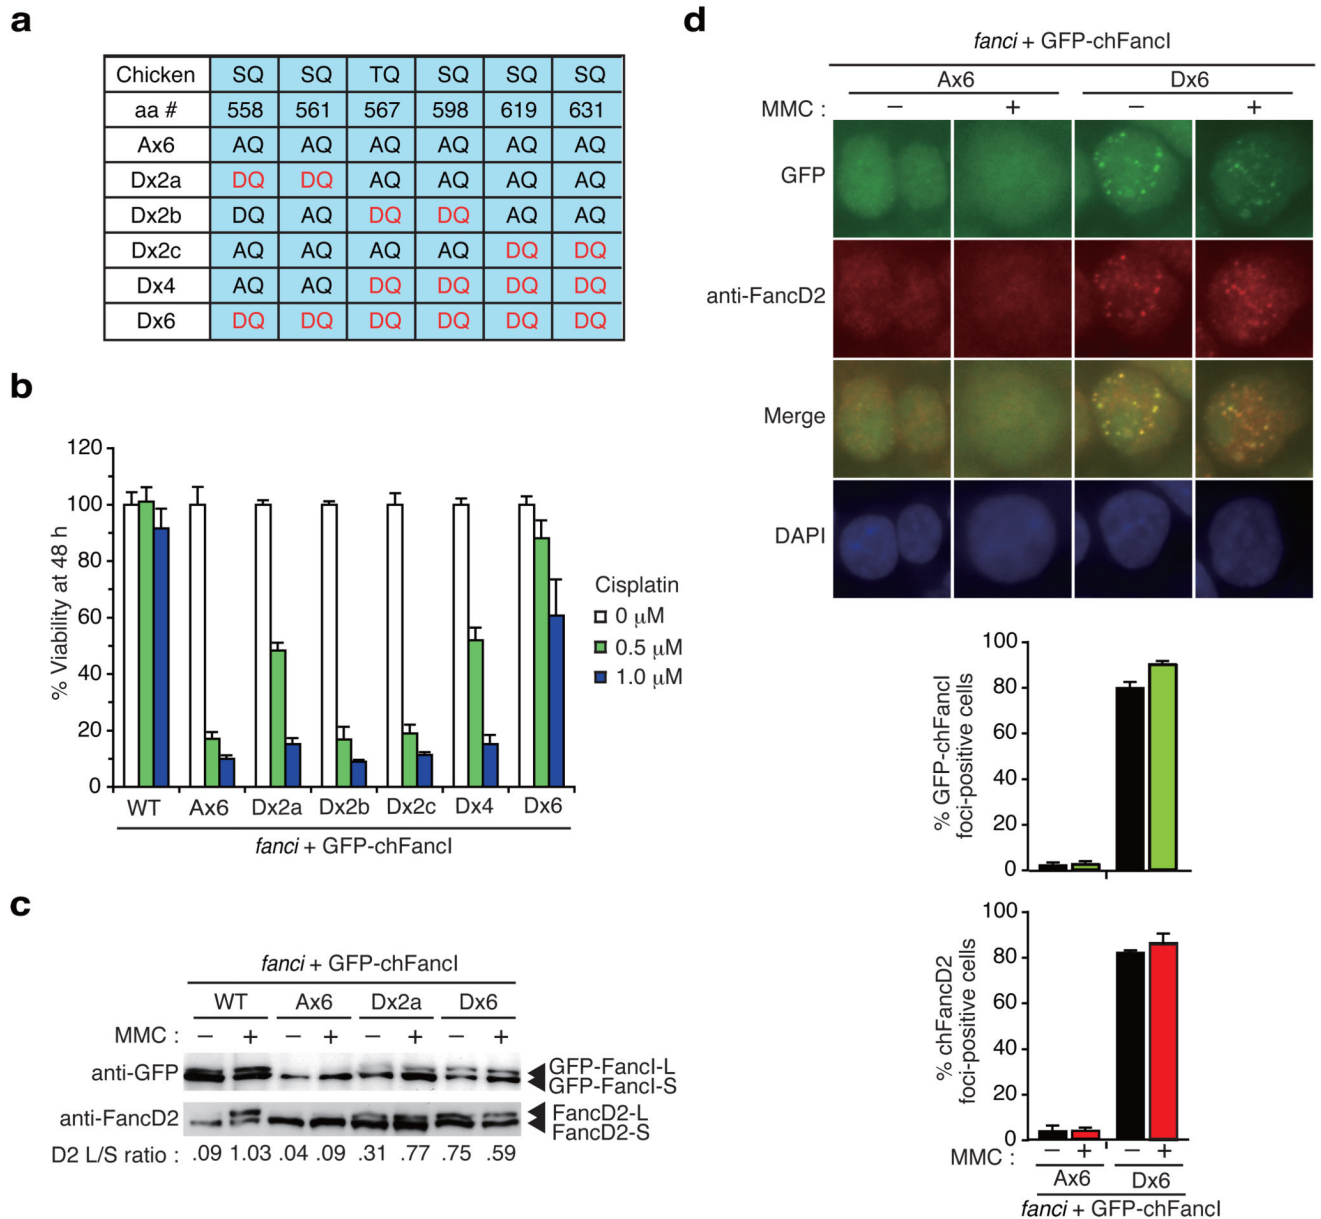 a
Chicken SQ SQ TQ SQ SQ SQ
aa # 558 561 567 598 619 631
Ax6 AQ AQ AQ AQ AQ AQ
Dx2a DQ DQ AQ AQ AQ AQ
Dx2b DQ AQ DQ DQ AQ AQ
Dx2c AQ AQ AQ AQ DQ DQ
Dx4 AQ AQ DQ DQ DQ DQ
Dx6 DQ DQ DQ DQ DQ DQ
b
% Viability at 48 h
120
100
80
60
40
20
0
WT Ax6 Dx2a Dx2b Dx2c Dx4 Dx6
fanci + GFP-chFancI
Cisplatin
0 μM
0.5 μM
1.0 μM
c
fanci + GFP-chFancI
WT Ax6 Dx2a Dx6
MMC : – + – + – + – +
anti-GFP
GFP-FancI-L
GFP-FancI-S
anti-FancD2
FancD2-L
FancD2-S
D2 L/S ratio : .09 1.03 .04 .09 .31 .77 .75 .59
d
fanci + GFP-chFancI
Ax6 Dx6
MMC : – + – +
GFP
anti-FancD2
Merge
DAPI
% GFP-chFancI
foci-positive cells
100
80
60
40
20
0
% chFancD2
foci-positive cells
100
80
60
40
20
0
MMC : – + – +
Ax6 Dx6
fanci + GFP-chFancI